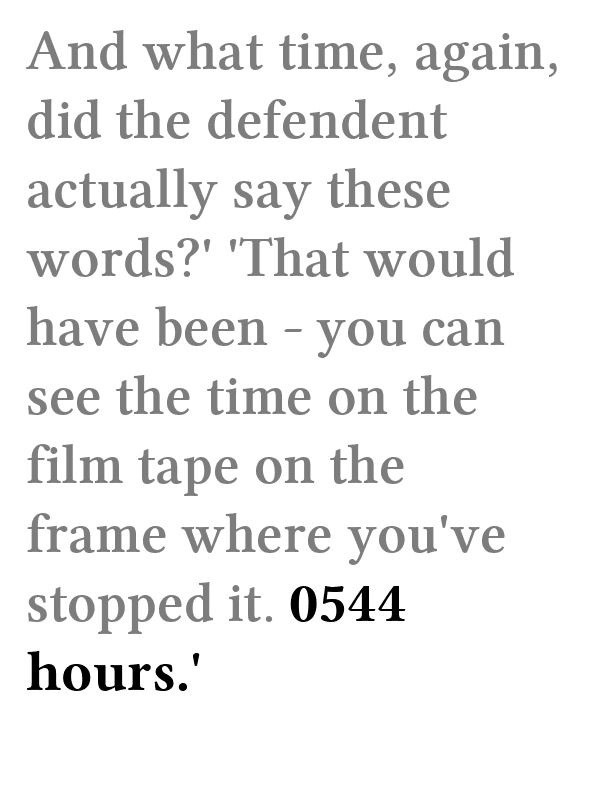 And what time, again,
did the defendent
actually say these
words?' 'That would
have been - you can
see the time on the
film tape on the
frame where you've
stopped it. 0544
hours.'